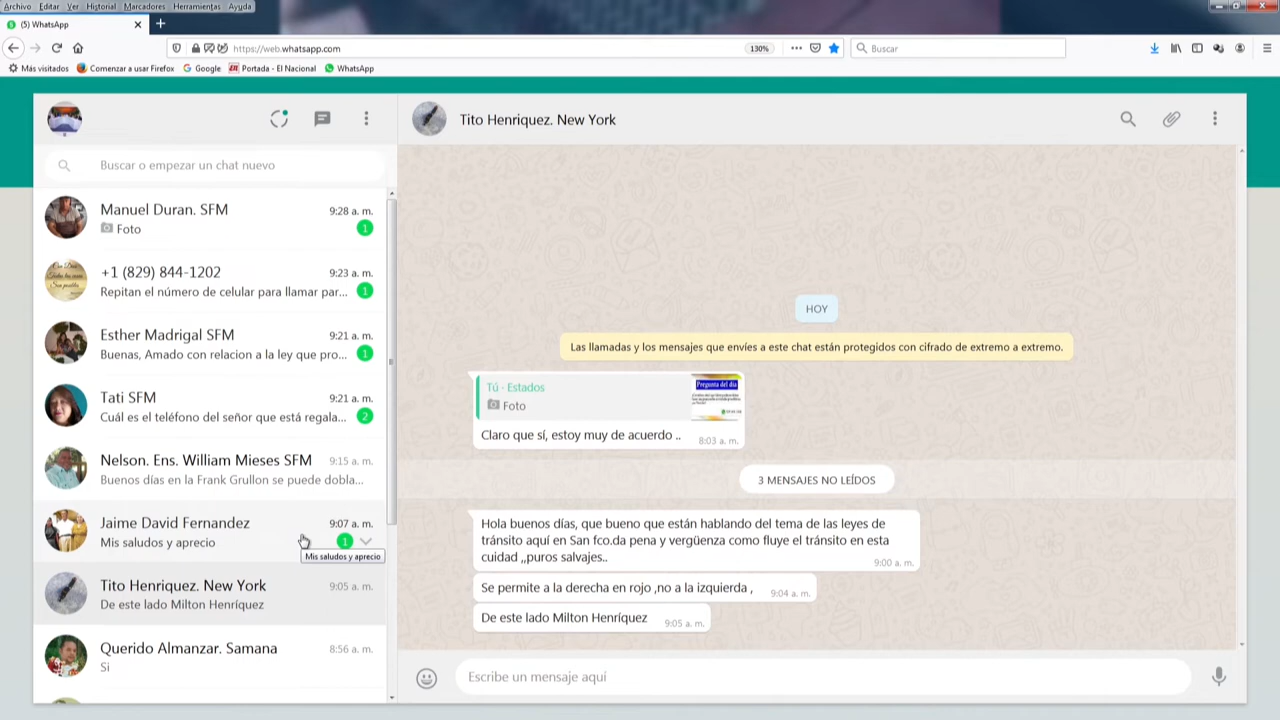 Archivo Editar Ver Historial Marcadores Herramientas Ayuda
(5) WhatsApp
https://web.whatsapp.com
130%
Buscar
Más visitados Comenzar a usar Firefox Google Portada - El Nacional WhatsApp
Tito Henriquez. New York
Buscar o empezar un chat nuevo
Manuel Duran. SFM 9:28 a. m.
Foto 1
+1 (829) 844-1202 9:23 a. m.
Repitan el número de celular para llamar par... 1
Esther Madrigal SFM 9:21 a. m.
Buenas, Amado con relacion a la ley que pro... 1
Tati SFM 9:21 a. m.
Cuál es el teléfono del señor que está regala... 2
Nelson. Ens. William Mieses SFM 9:15 a. m.
Buenos días en la Frank Grullon se puede dobla...
Jaime David Fernandez 9:07 a. m.
Mis saludos y aprecio 1
Mis saludos y aprecio
Tito Henriquez. New York 9:05 a. m.
De este lado Milton Henríquez
Querido Almanzar. Samana 8:56 a. m.
Si
HOY
Las llamadas y los mensajes que envíes a este chat están protegidos con cifrado de extremo a extremo.
Tú · Estados
Foto
Pregunta del día
Claro que sí, estoy muy de acuerdo .. 8:03 a. m.
3 MENSAJES NO LEÍDOS
Hola buenos días, que bueno que están hablando del tema de las leyes de
tránsito aquí en San fco.da pena y vergüenza como fluye el tránsito en esta
cuidad ,,puros salvajes..
9:00 a. m.
Se permite a la derecha en rojo ,no a la izquierda , 9:04 a. m.
De este lado Milton Henríquez 9:05 a. m.
Escribe un mensaje aquí